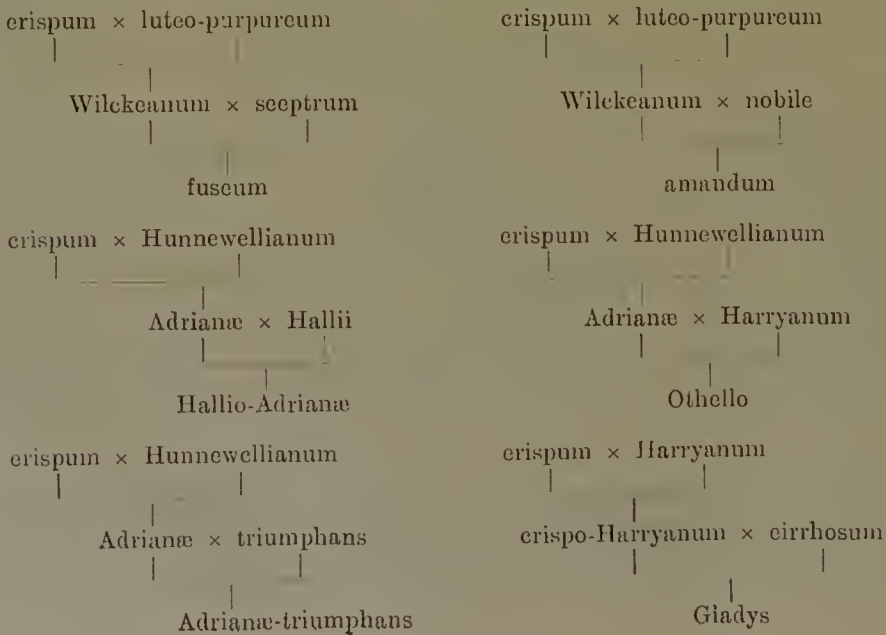 crispum × luteo-purpureum
Wilckeanum × sceptrum
fuscum
crispum × luteo-purpureum
Wilckeanum × nobile
amandum
crispum × Hunnewellianum
Adrianæ × Hallii
Hallio-Adrianæ
crispum × Hunnewellianum
Adrianæ × Harryanum
Othello
crispum × Hunnewellianum
Adrianæ × triumphans
Adrianæ-triumphans
crispum × Harryanum
crispo-Harryanum × cirrhosum
Gladys